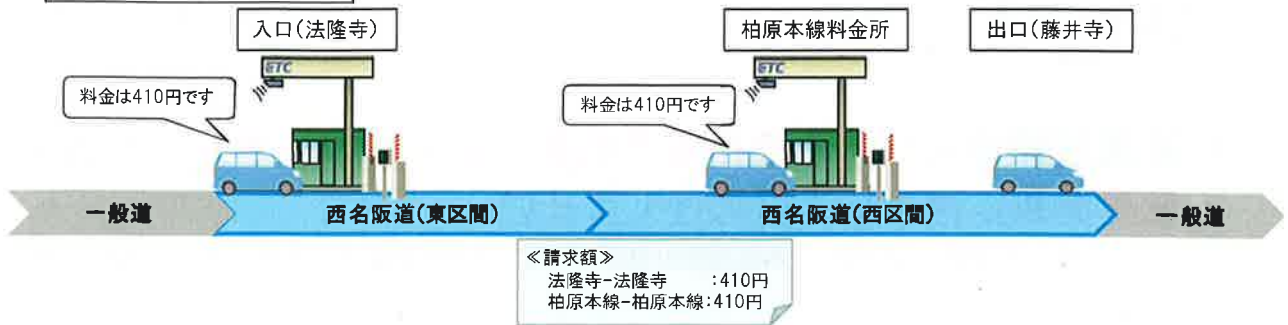 入口(法隆寺)
柏原本線料金所
出口(藤井寺)
ETC
ETC
料金は410円です
料金は410円です
一般道
西名阪道(東区間)
西名阪道(西区間)
一般道
≪請求額≫
法隆寺-法隆寺 :410円
柏原本線-柏原本線:410円